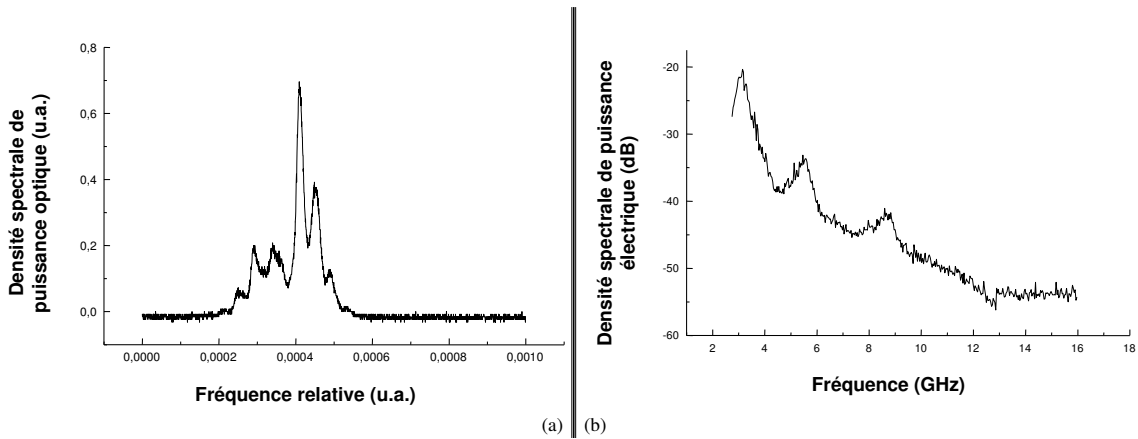 0,8
0,6
0,4
0,2
0,0
0,0000 0,0002 0,0004 0,0006 0,0008 0,0010
Densité spectrale de
puissance optique (u.a.)
Fréquence relative (u.a.)
(a)
(b)
-20
-30
-40
-50
-60
2 4 6 8 10 12 14 16 18
Densité spectrale de puissance
électrique (dB)
Fréquence (GHz)